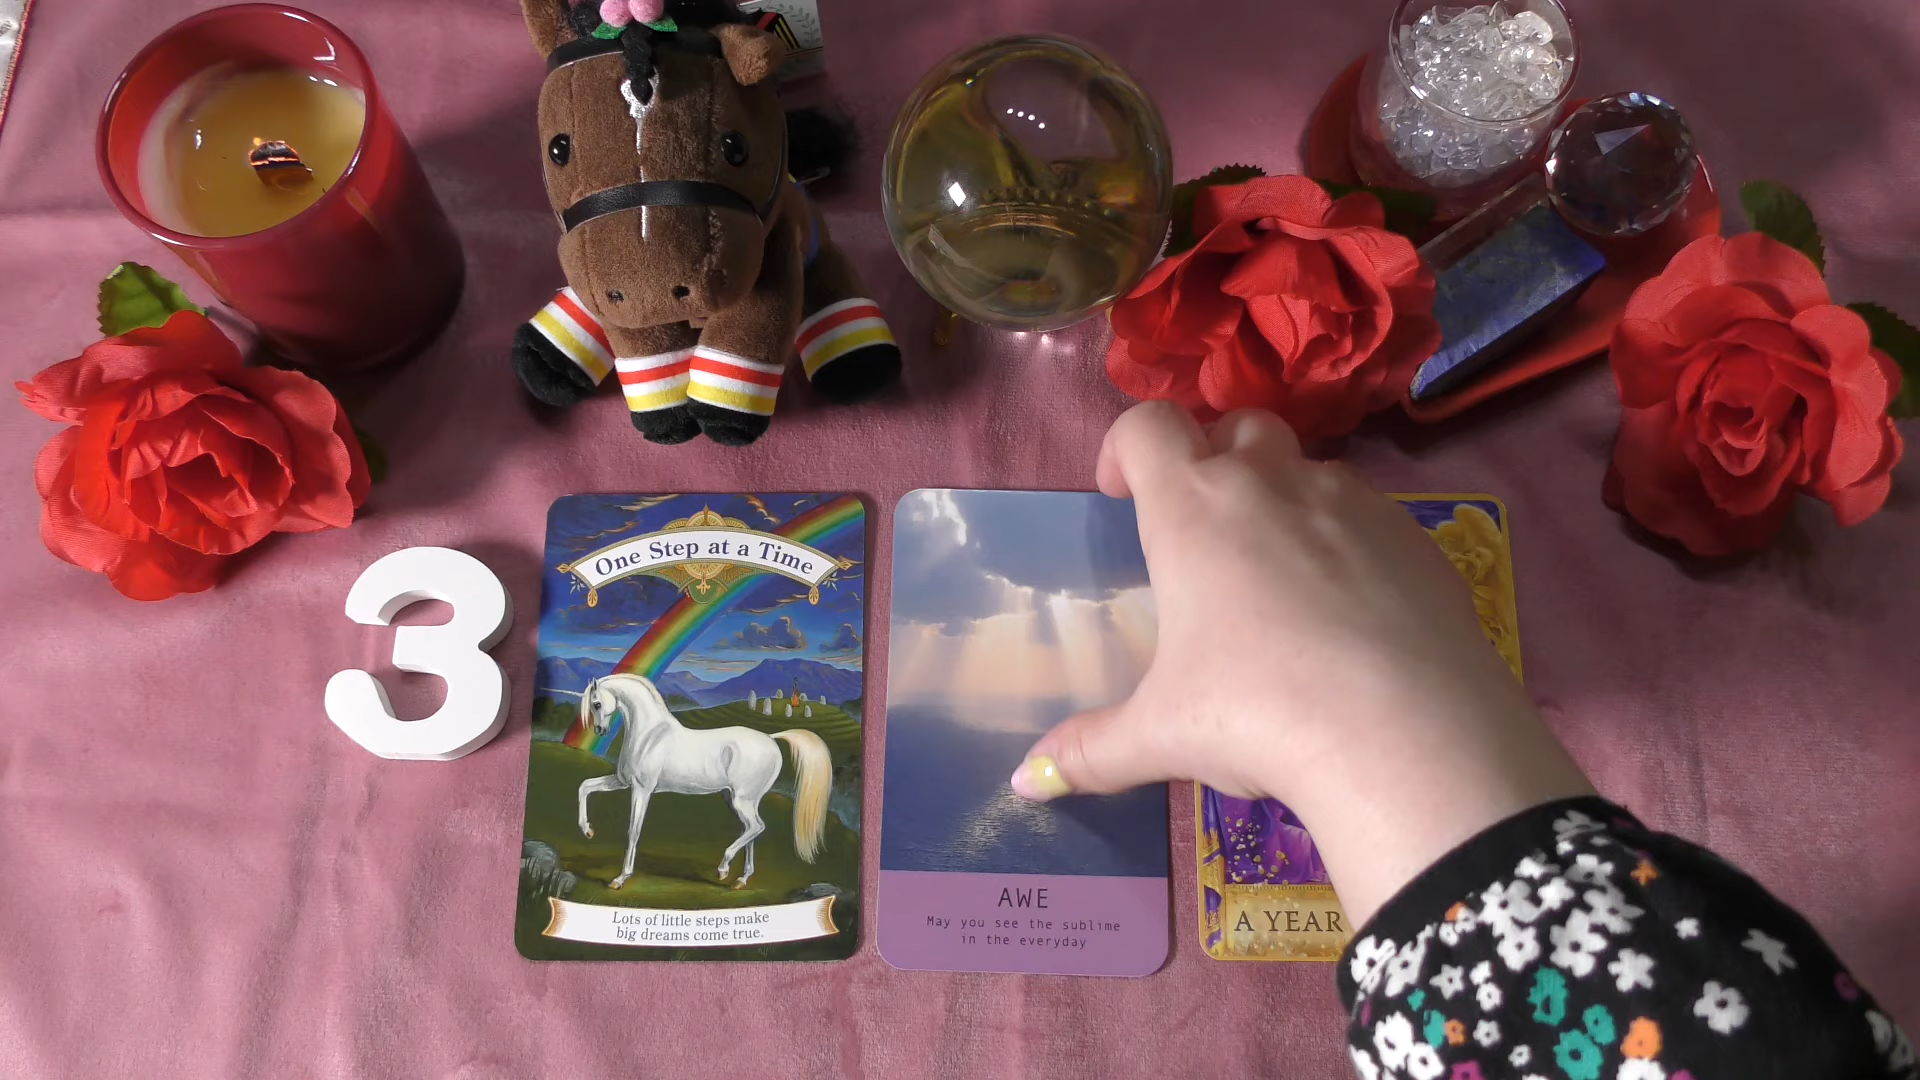 3
One Step at a Time
Lots of little steps make
big dreams come true.
AWE
May you see the sublime
in the everyday
A YEAR